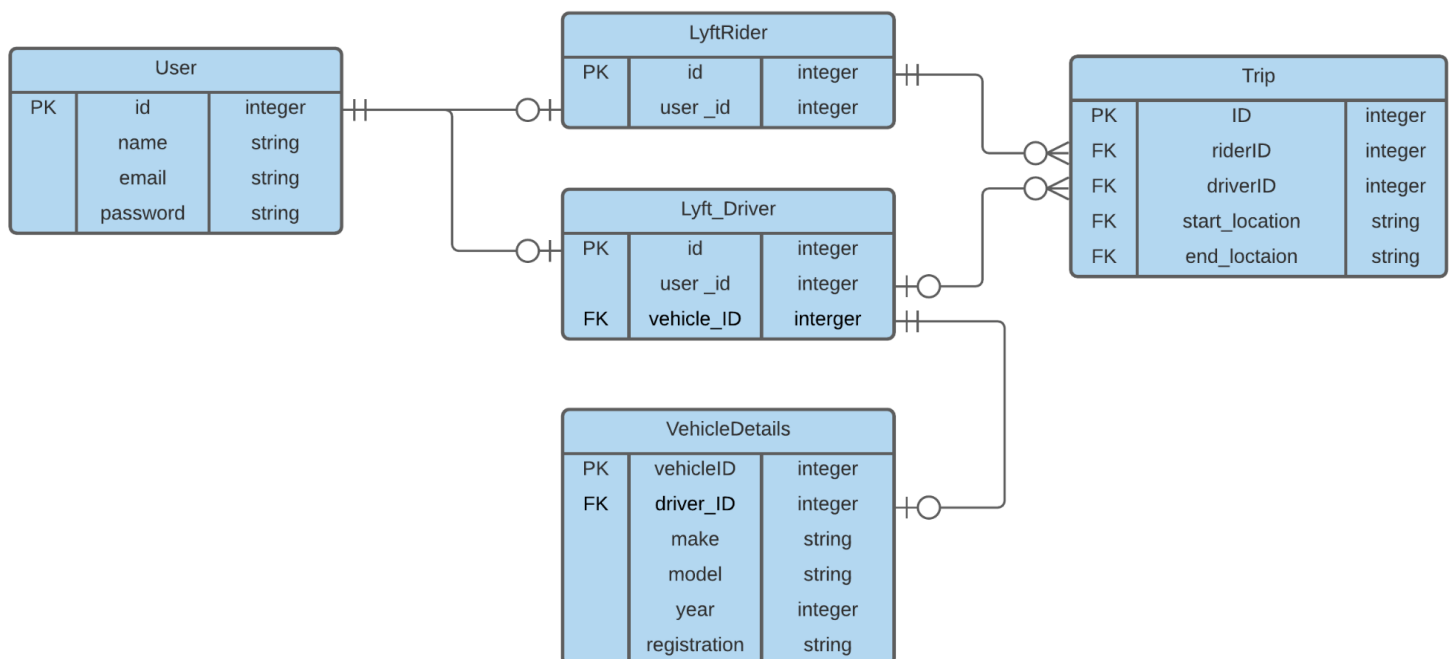 User
PK id integer
name string
email string
password string
LyftRider
PK id integer
user _id integer
Lyft_Driver
PK id integer
user _id integer
FK vehicle_ID interger
VehicleDetails
PK vehicleID integer
FK driver_ID integer
make string
model string
year integer
registration string
Trip
PK ID integer
FK riderID integer
FK driverID integer
FK start_location string
FK end_loctaion string